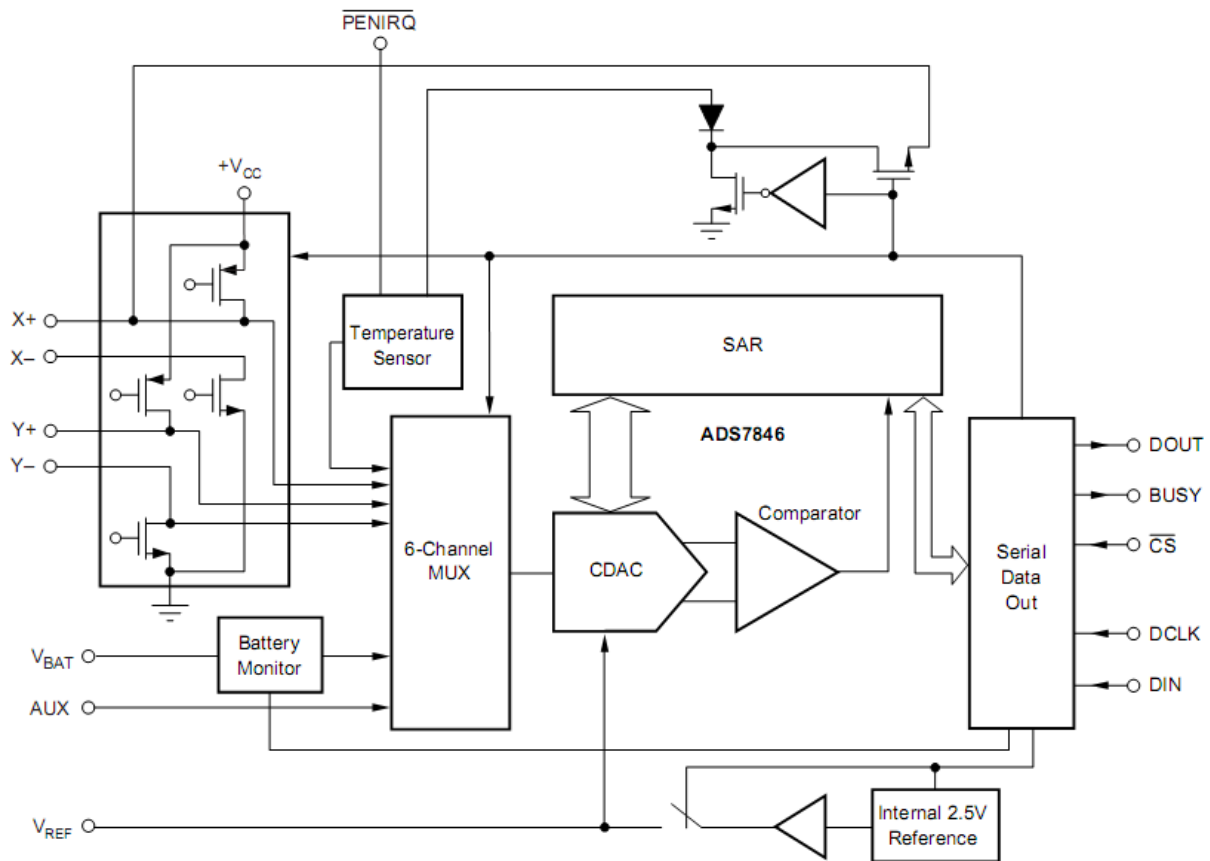 PENIRQ
+VCC
X+
X–
Y+
Y–
Temperature
Sensor
SAR
ADS7846
6-Channel
MUX
CDAC
Comparator
Serial
Data
Out
DOUT
BUSY
CS
DCLK
DIN
Battery
Monitor
VBAT
AUX
VREF
Internal 2.5V
Reference